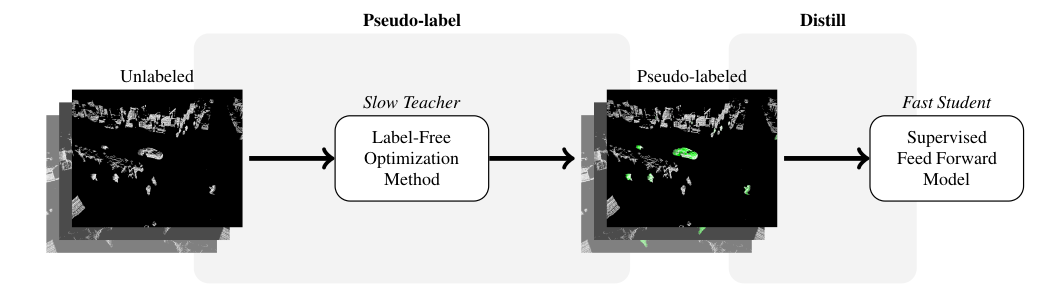 Pseudo-label
Distill
Unlabeled
Pseudo-labeled
Slow Teacher
Fast Student
Label-Free
Optimization
Method
Supervised
Feed Forward
Model